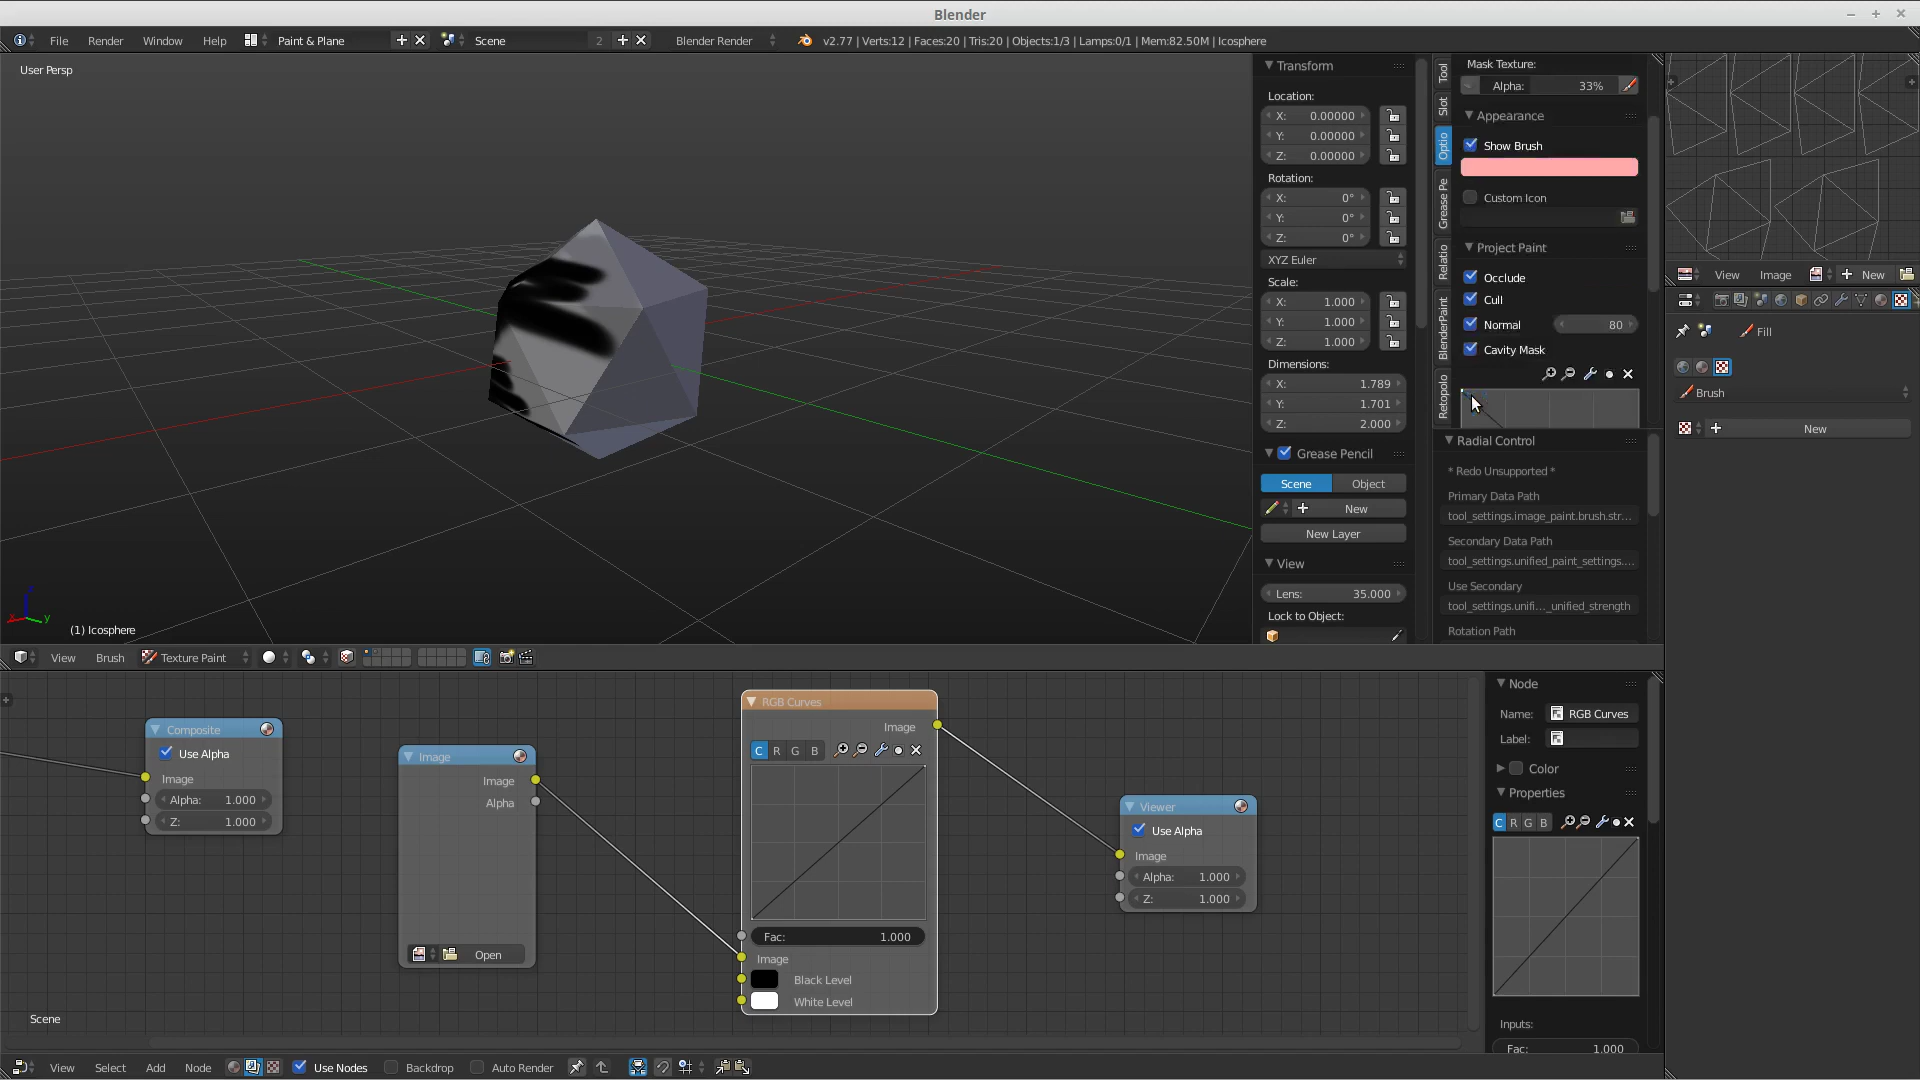 Blender
File Render Window Help Paint & Plane Scene 2 Blender Render v2.77 | Verts:12 | Faces:20 | Tris:20 | Objects:1/3 | Lamps:0/1 | Mem:82.50M | Icosphere
User Persp
(1) Icosphere
Transform
Location:
X: 0.00000
Y: 0.00000
Z: 0.00000
Rotation:
X: 0°
Y: 0°
Z: 0°
XYZ Euler
Scale:
X: 1.000
Y: 1.000
Z: 1.000
Dimensions:
X: 1.789
Y: 1.701
Z: 2.000
Grease Pencil
Scene Object
New
New Layer
View
Lens: 35.000
Lock to Object:
Tool
Slot
Optio
Grease Pe
Relatio
BlenderPaint
Retopolo
Mask Texture:
Alpha: 33%
Appearance
Show Brush
Custom Icon
Project Paint
Occlude
Cull
Normal 80
Cavity Mask
Radial Control
* Redo Unsupported *
Primary Data Path
tool_settings.image_paint.brush.str...
Secondary Data Path
tool_settings.unified_paint_settings....
Use Secondary
tool_settings.unifi..._unified_strength
Rotation Path
View Image New
Fill
Brush
New
View Brush Texture Paint
Composite
Use Alpha
Image
Alpha: 1.000
Z: 1.000
Image
Image
Alpha
Open
RGB Curves
Image
C R G B
Fac: 1.000
Image
Black Level
White Level
Viewer
Use Alpha
Image
Alpha: 1.000
Z: 1.000
Scene
Node
Name: RGB Curves
Label:
Color
Properties
C R G B
Inputs:
Fac: 1.000
View Select Add Node Use Nodes Backdrop Auto Render